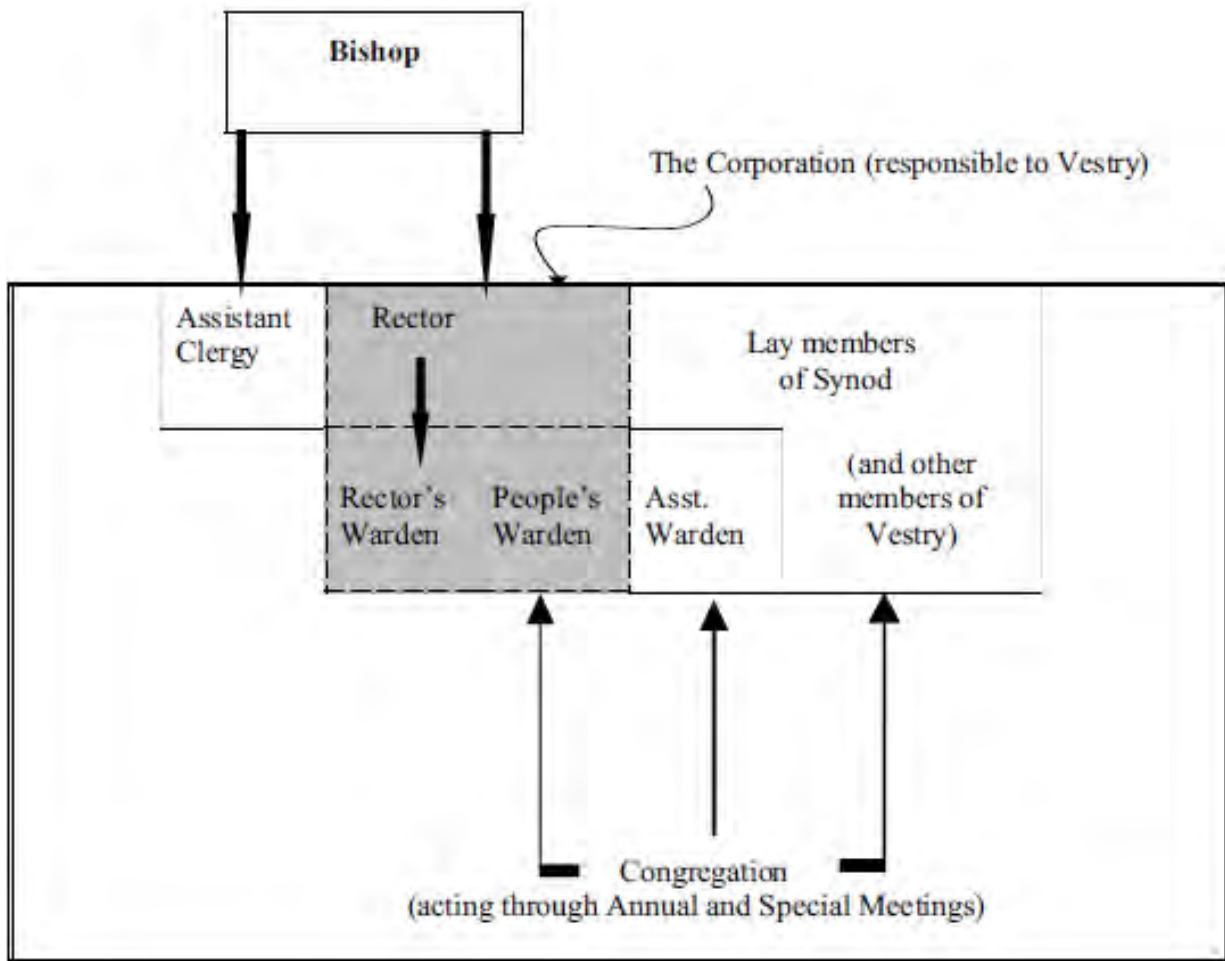 Bishop
The Corporation (responsible to Vestry)
Assistant
Clergy
Rector
Lay members
of Synod
Rector's
Warden
People's
Warden
Asst.
Warden
(and other
members of
Vestry)
Congregation
(acting through Annual and Special Meetings)